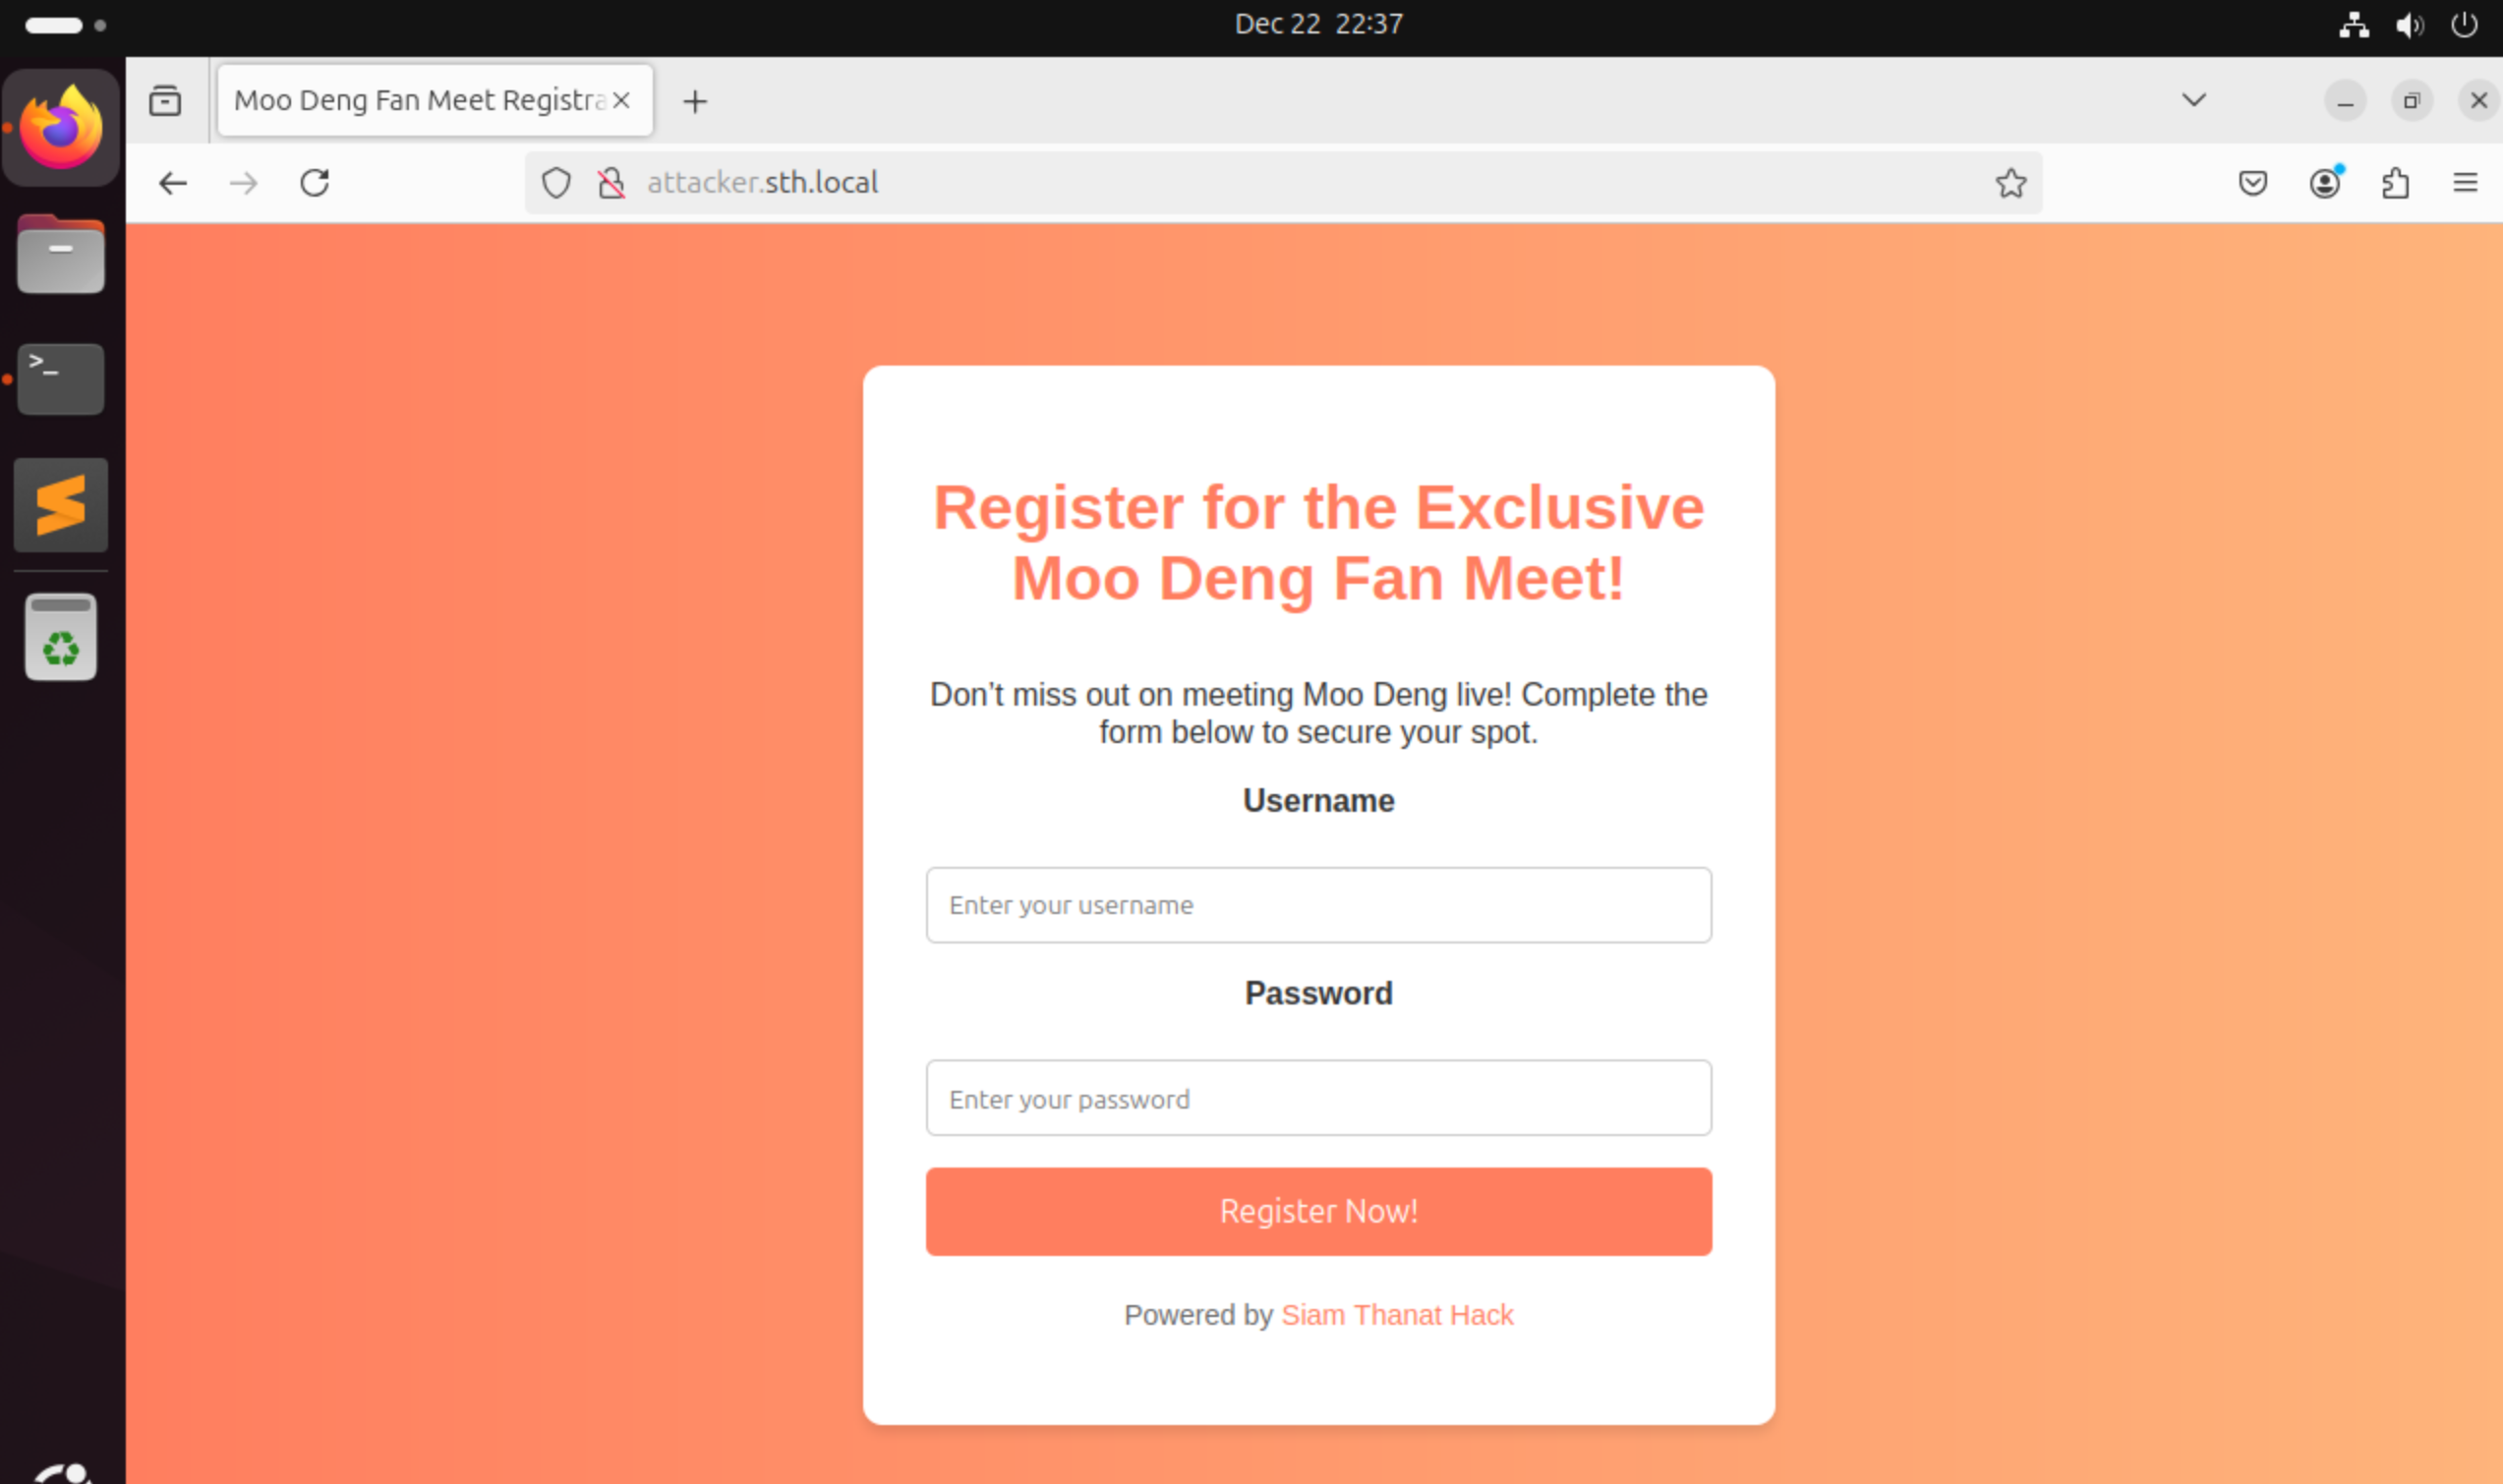 Dec 22 22:37
Moo Deng Fan Meet Registra
attacker.sth.local
>_
Register for the Exclusive
Moo Deng Fan Meet!
Don’t miss out on meeting Moo Deng live! Complete the
form below to secure your spot.
Username
Enter your username
Password
Enter your password
Register Now!
Powered by Siam Thanat Hack